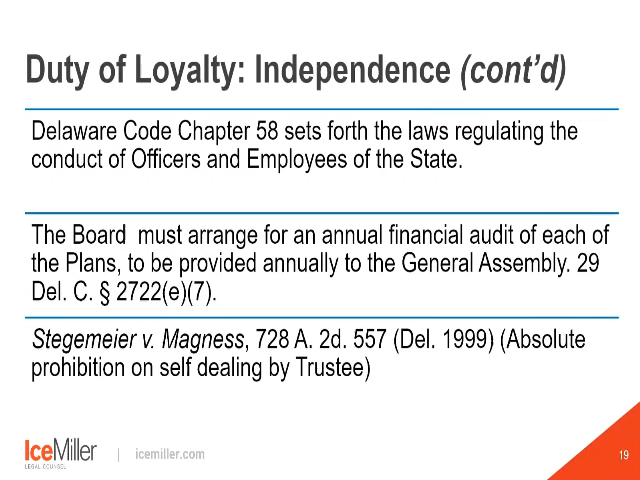 Duty of Loyalty: Independence (cont'd)
Delaware Code Chapter 58 sets forth the laws regulating the
conduct of Officers and Employees of the State.
The Board must arrange for an annual financial audit of each of
the Plans, to be provided annually to the General Assembly. 29
Del. C. § 2722(e)(7).
Stegemeier v. Magness, 728 A. 2d. 557 (Del. 1999) (Absolute
prohibition on self dealing by Trustee)
IceMiller
LEGAL COUNSEL
| icemiller.com
19